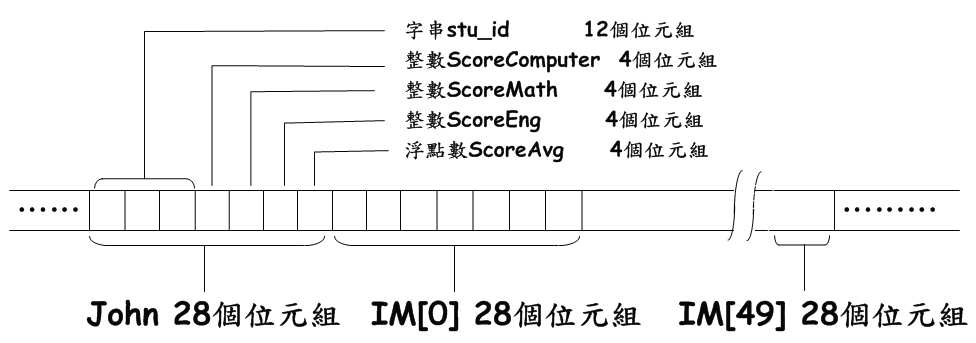 字串stu_id 12個位元組
整數ScoreComputer 4個位元組
整數ScoreMath 4個位元組
整數ScoreEng 4個位元組
浮點數ScoreAvg 4個位元組
…… ………
John 28個位元組 IM[0] 28個位元組 IM[49] 28個位元組